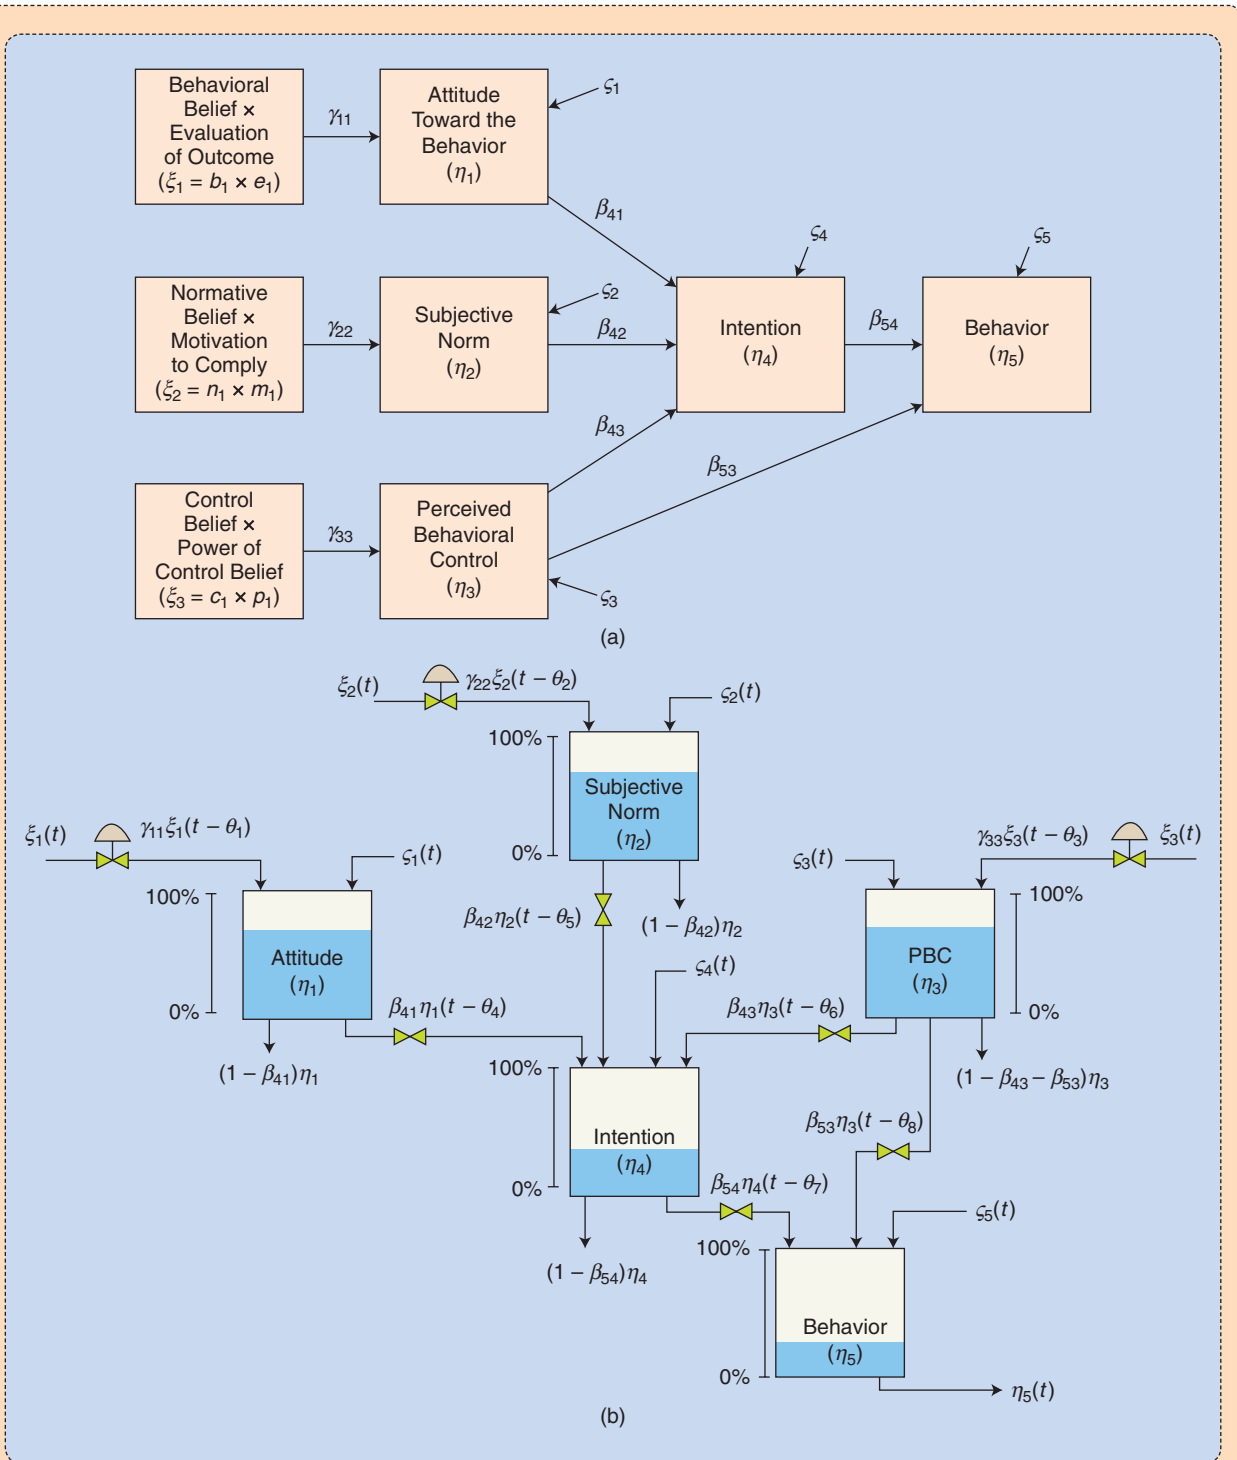 Behavioral
Belief ×
Evaluation
of Outcome
(ξ₁ = b₁ × e₁)
γ₁₁
Attitude
Toward the
Behavior
(η₁)
ς₁
β₄₁
Normative
Belief ×
Motivation
to Comply
(ξ₂ = n₁ × m₁)
γ₂₂
Subjective
Norm
(η₂)
ς₂
β₄₂
Intention
(η₄)
ς₄
β₅₄
Behavior
(η₅)
ς₅
Control
Belief ×
Power of
Control Belief
(ξ₃ = c₁ × p₁)
γ₃₃
Perceived
Behavioral
Control
(η₃)
ς₃
β₄₃
β₅₃
(a)
ξ₂(t)
γ₂₂ξ₂(t – θ₂)
ς₂(t)
100%
Subjective
Norm
(η₂)
0%
ξ₁(t)
γ₁₁ξ₁(t – θ₁)
ς₁(t)
100%
Attitude
(η₁)
0%
β₄₂η₂(t – θ₅)
(1 – β₄₂)η₂
ς₃(t)
γ₃₃ξ₃(t – θ₃)
ξ₃(t)
100%
PBC
(η₃)
0%
(1 – β₄₁)η₁
β₄₁η₁(t – θ₄)
ς₄(t)
β₄₃η₃(t – θ₆)
(1 – β₄₃ – β₅₃)η₃
100%
Intention
(η₄)
0%
β₅₃η₃(t – θ₈)
(1 – β₅₄)η₄
β₅₄η₄(t – θ₇)
ς₅(t)
100%
Behavior
(η₅)
0%
η₅(t)
(b)